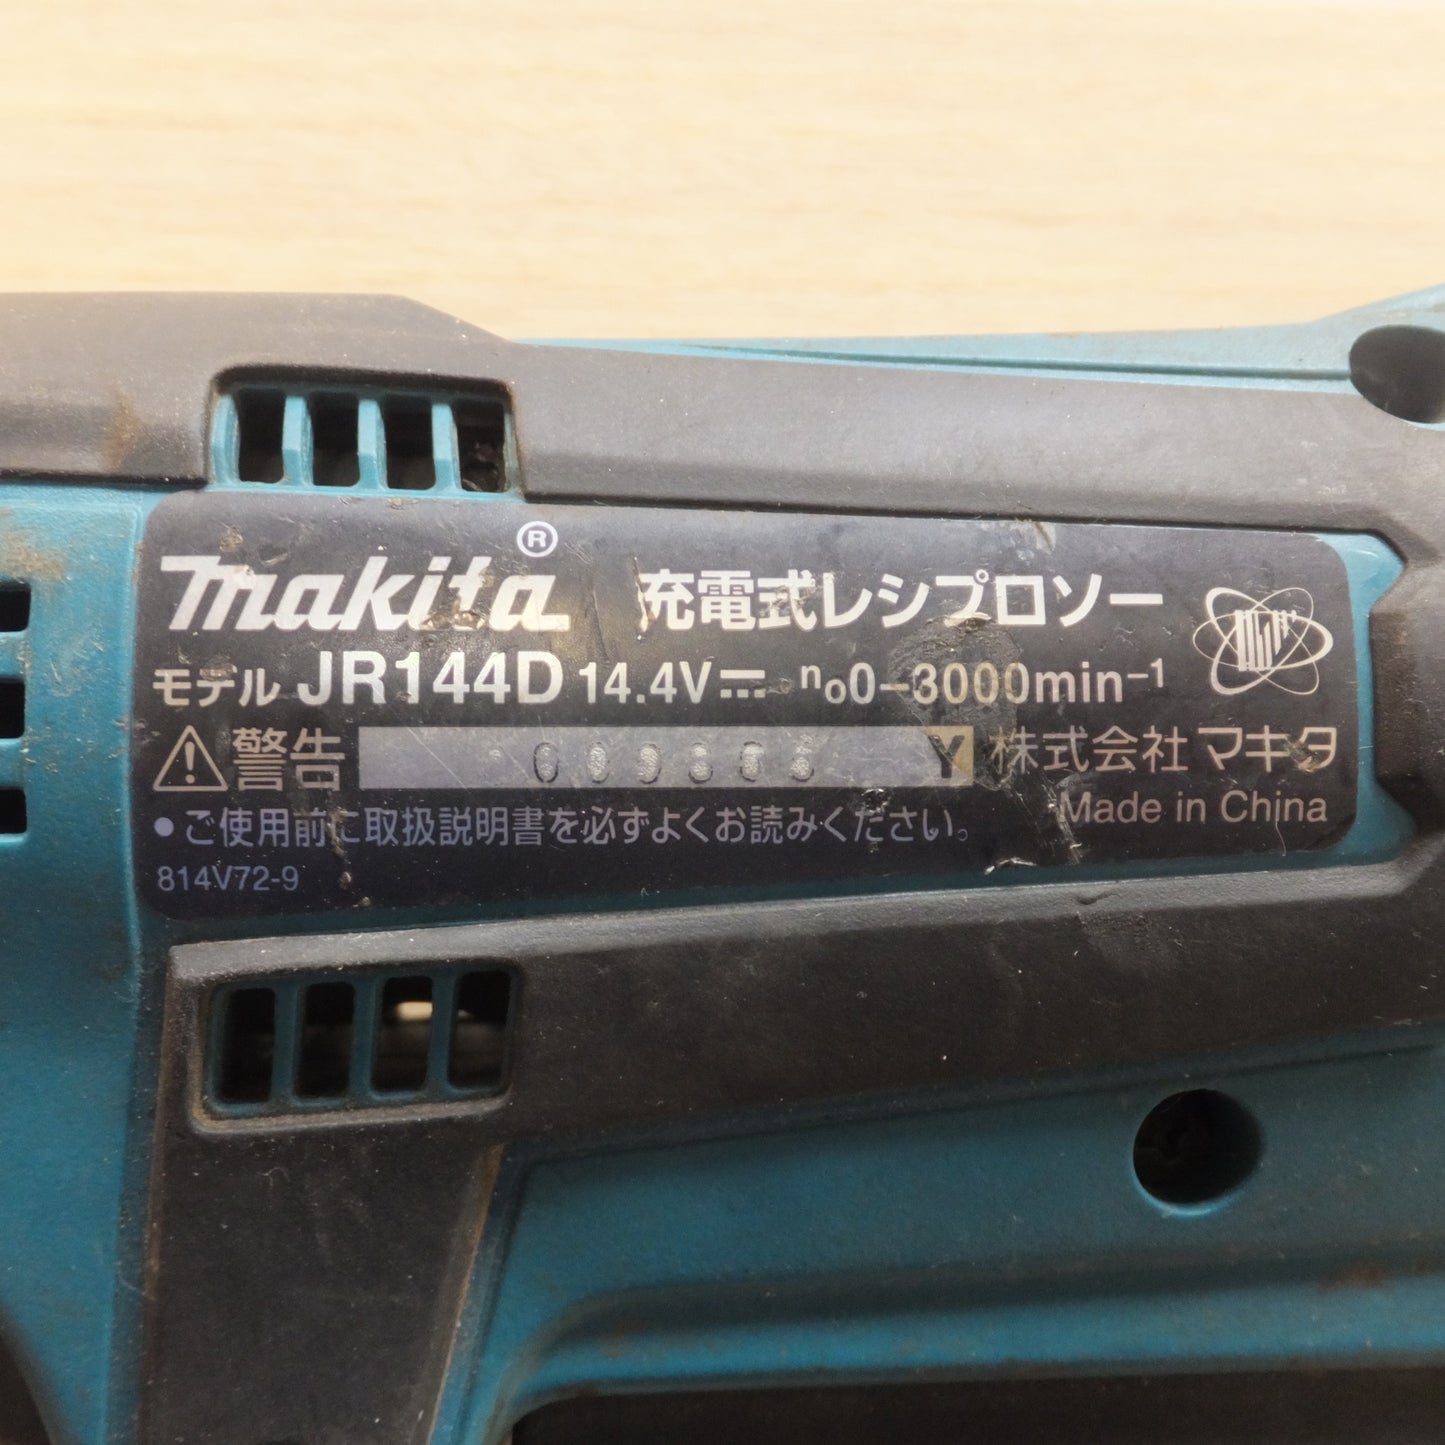 makita® 充電式レシプロソー
モデル JR144D 14.4V n₀0-3000min⁻¹
警告 Y 株式会社マキタ
Made in China
•ご使用前に取扱説明書を必ずよくお読みください。
814V72-9